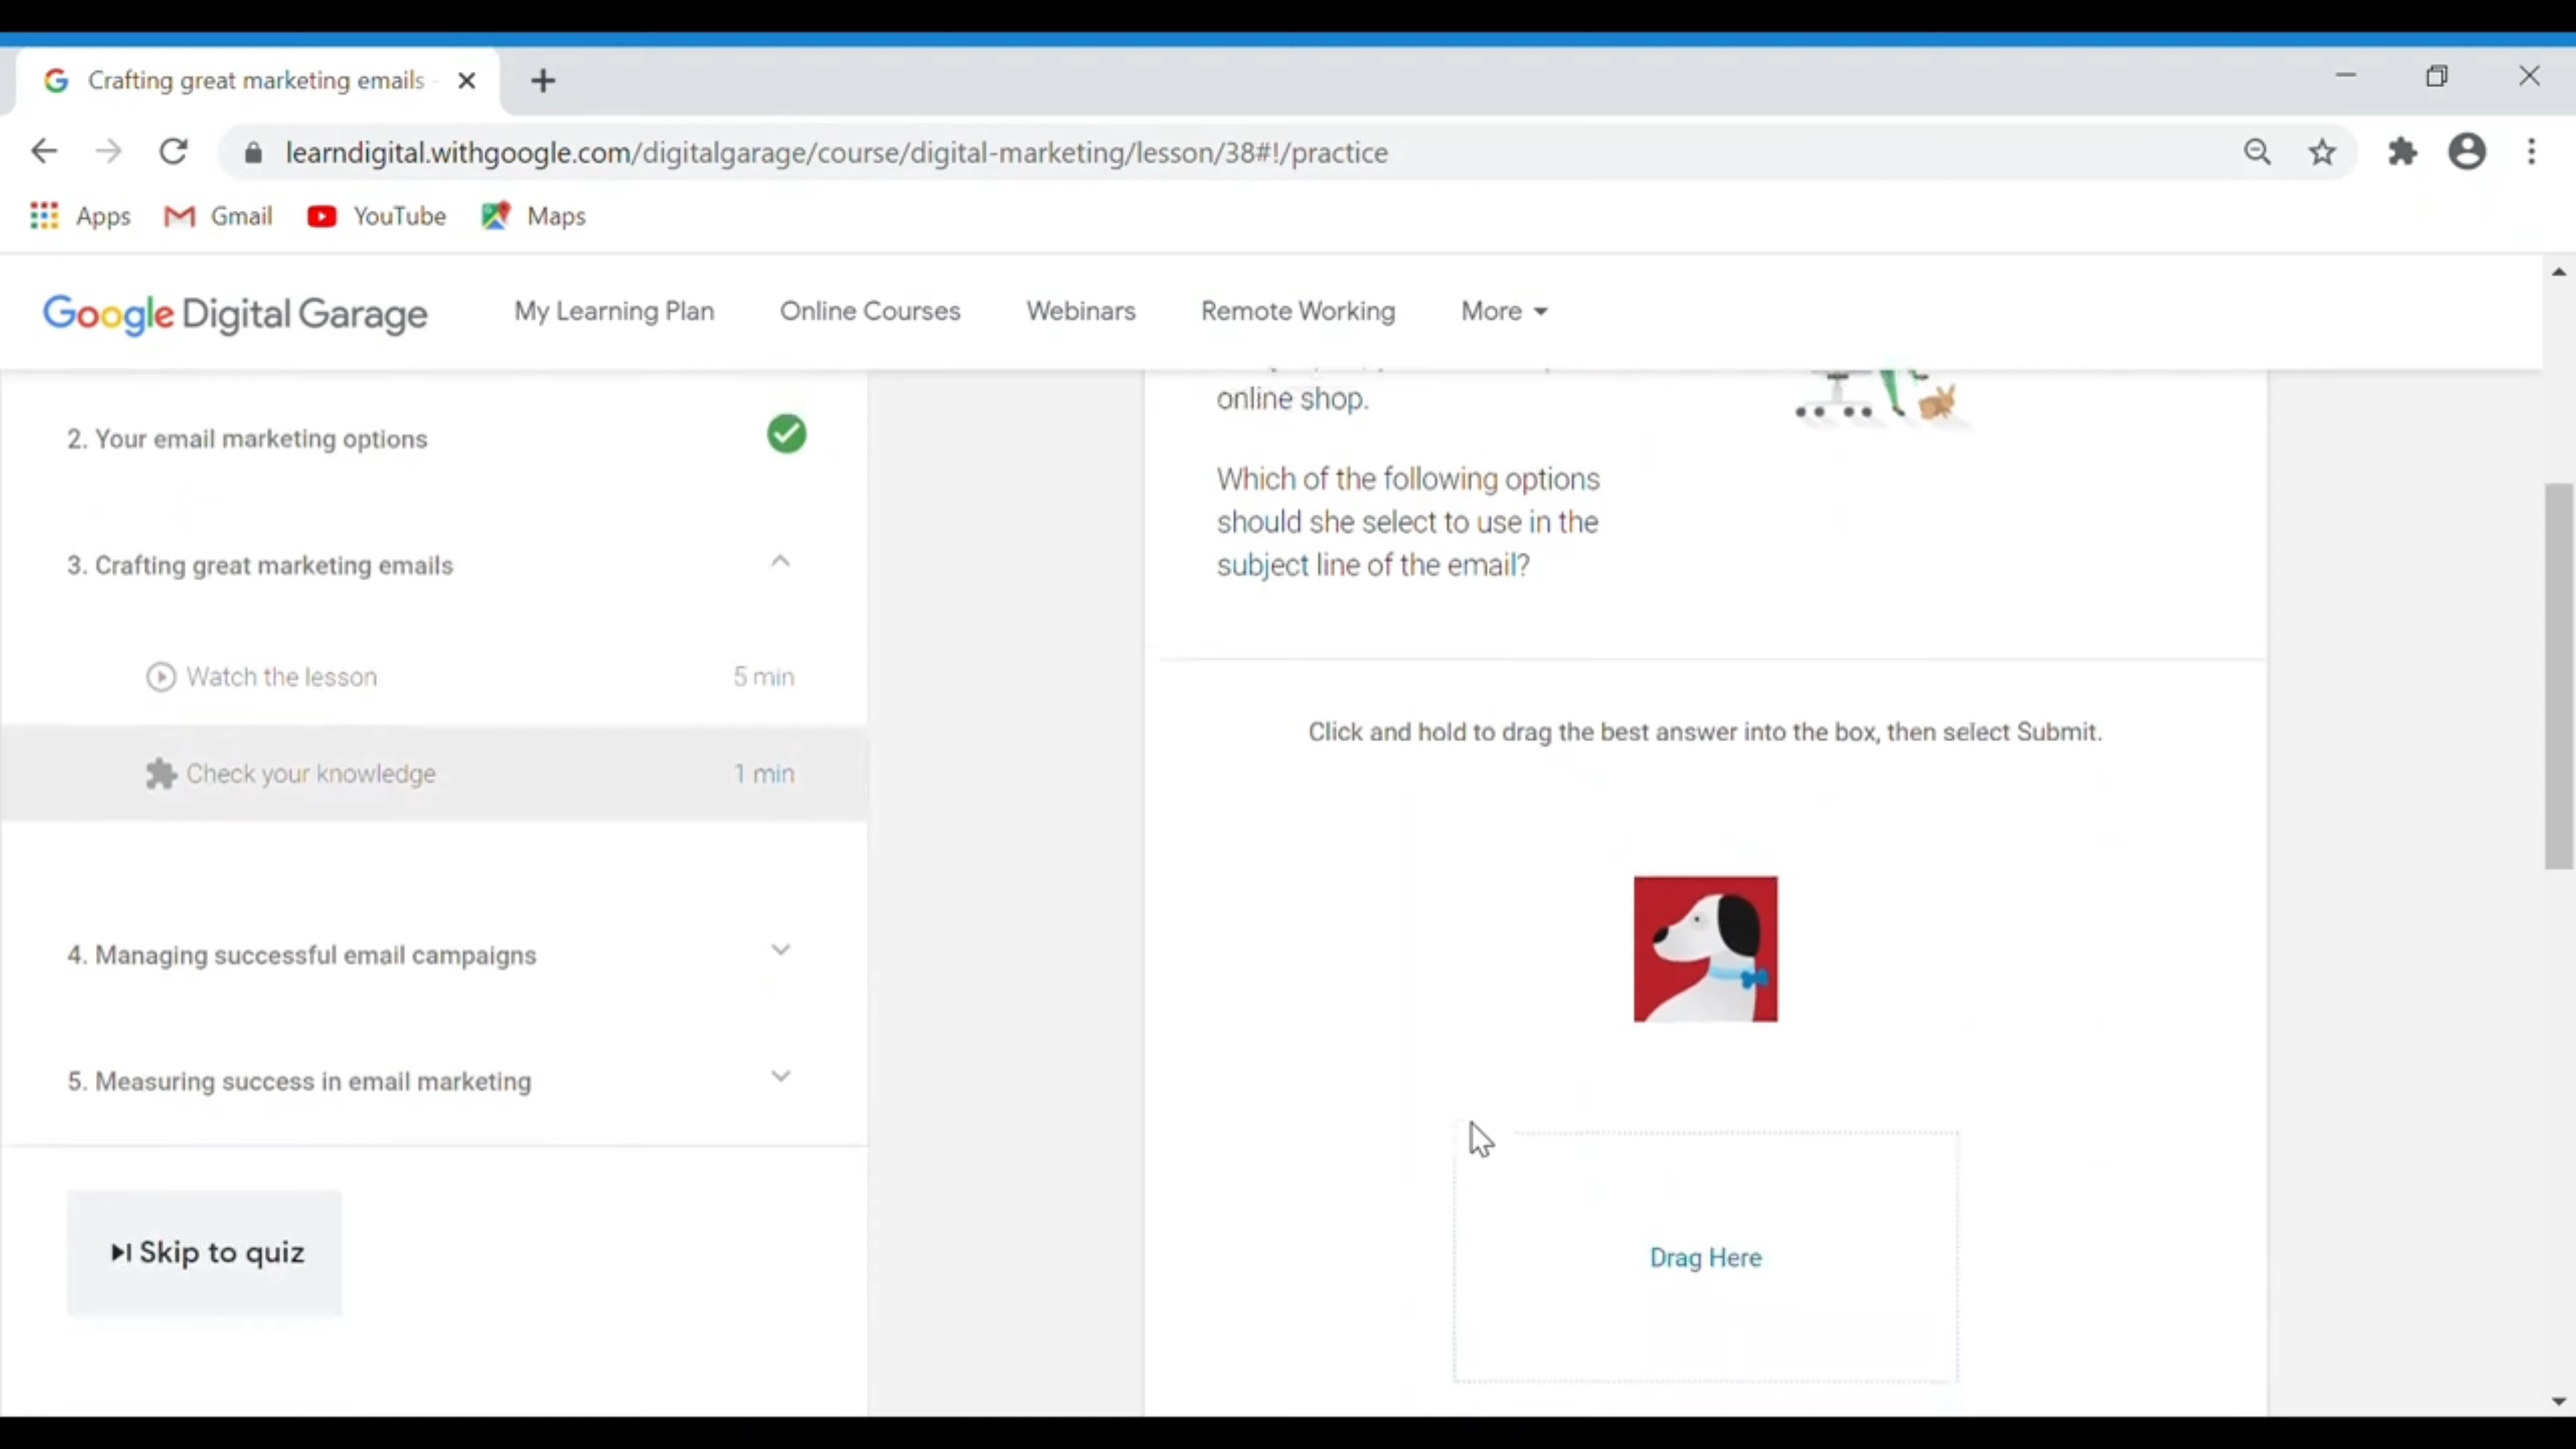 Crafting great marketing emails -
learndigital.withgoogle.com/digitalgarage/course/digital-marketing/lesson/38#!/practice
Apps
Gmail
YouTube
Maps
Google Digital Garage
My Learning Plan
Online Courses
Webinars
Remote Working
More
2. Your email marketing options
3. Crafting great marketing emails
Watch the lesson
5 min
Check your knowledge
1 min
4. Managing successful email campaigns
5. Measuring success in email marketing
Skip to quiz
online shop.
Which of the following options
should she select to use in the
subject line of the email?
Click and hold to drag the best answer into the box, then select Submit.
Drag Here